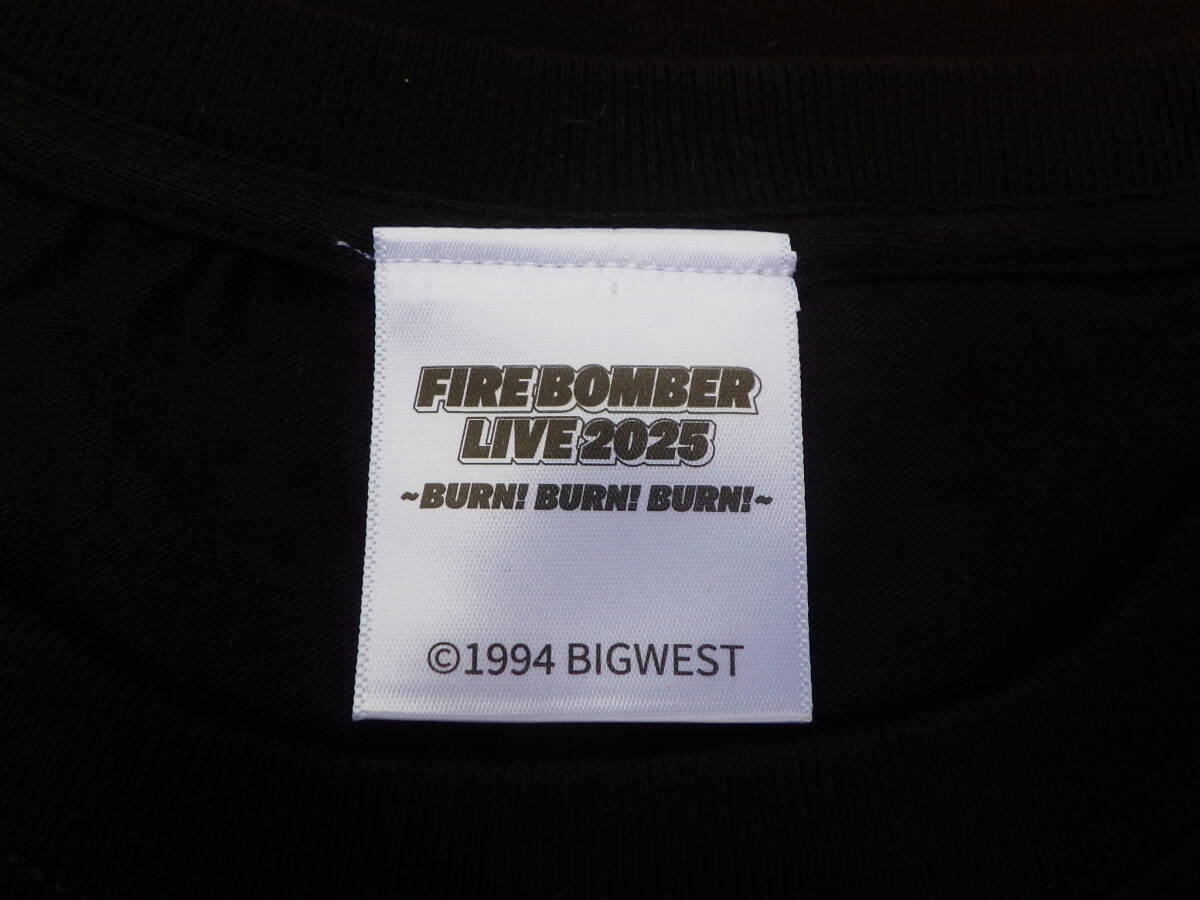 FIRE BOMBER
LIVE 2025
~BURN! BURN! BURN!~
©1994 BIGWEST